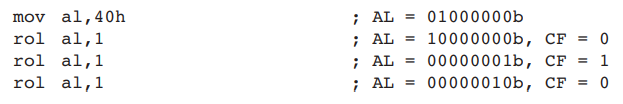 mov al,40h ; AL = 01000000b
rol al,1 ; AL = 10000000b, CF = 0
rol al,1 ; AL = 00000001b, CF = 1
rol al,1 ; AL = 00000010b, CF = 0